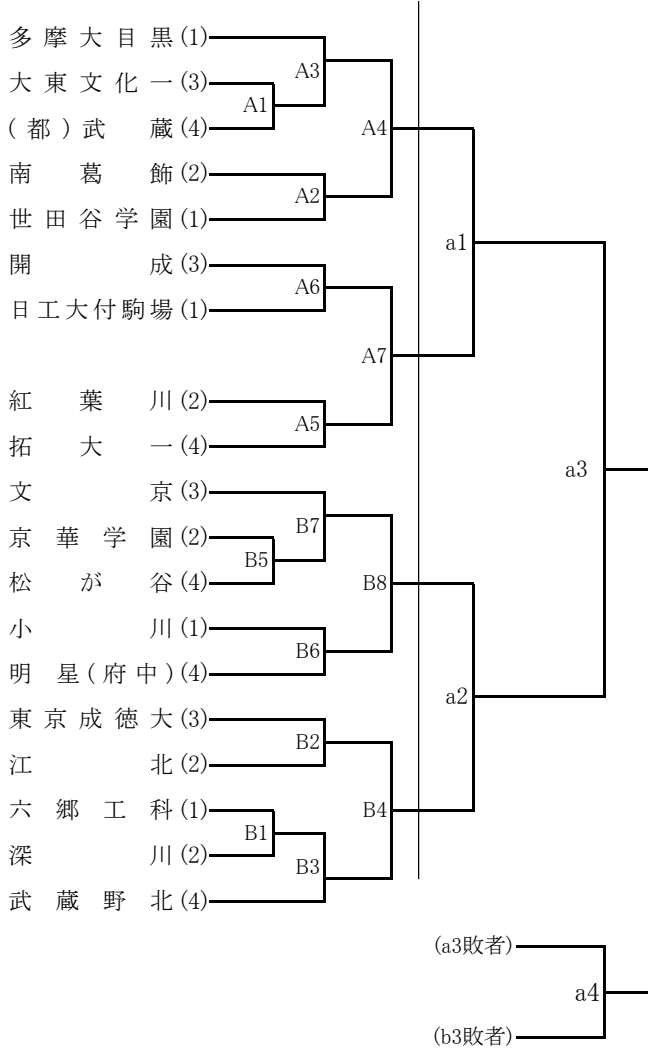 多摩大目黒(1)
A3
大東文化一(3)
A1
(都)武蔵(4)
A4
南葛飾(2)
A2
世田谷学園(1)
a1
開成(3)
A6
日工大付駒場(1)
A7
紅葉川(2)
A5
拓大一(4)
a3
文京(3)
B7
京華学園(2)
B5
松が谷(4)
B8
小川(1)
B6
明星(府中)(4)
a2
東京成徳大(3)
B2
江北(2)
六郷工科(1)
B4
B1
深川(2)
B3
武蔵野北(4)
(a3敗者)
a4
(b3敗者)